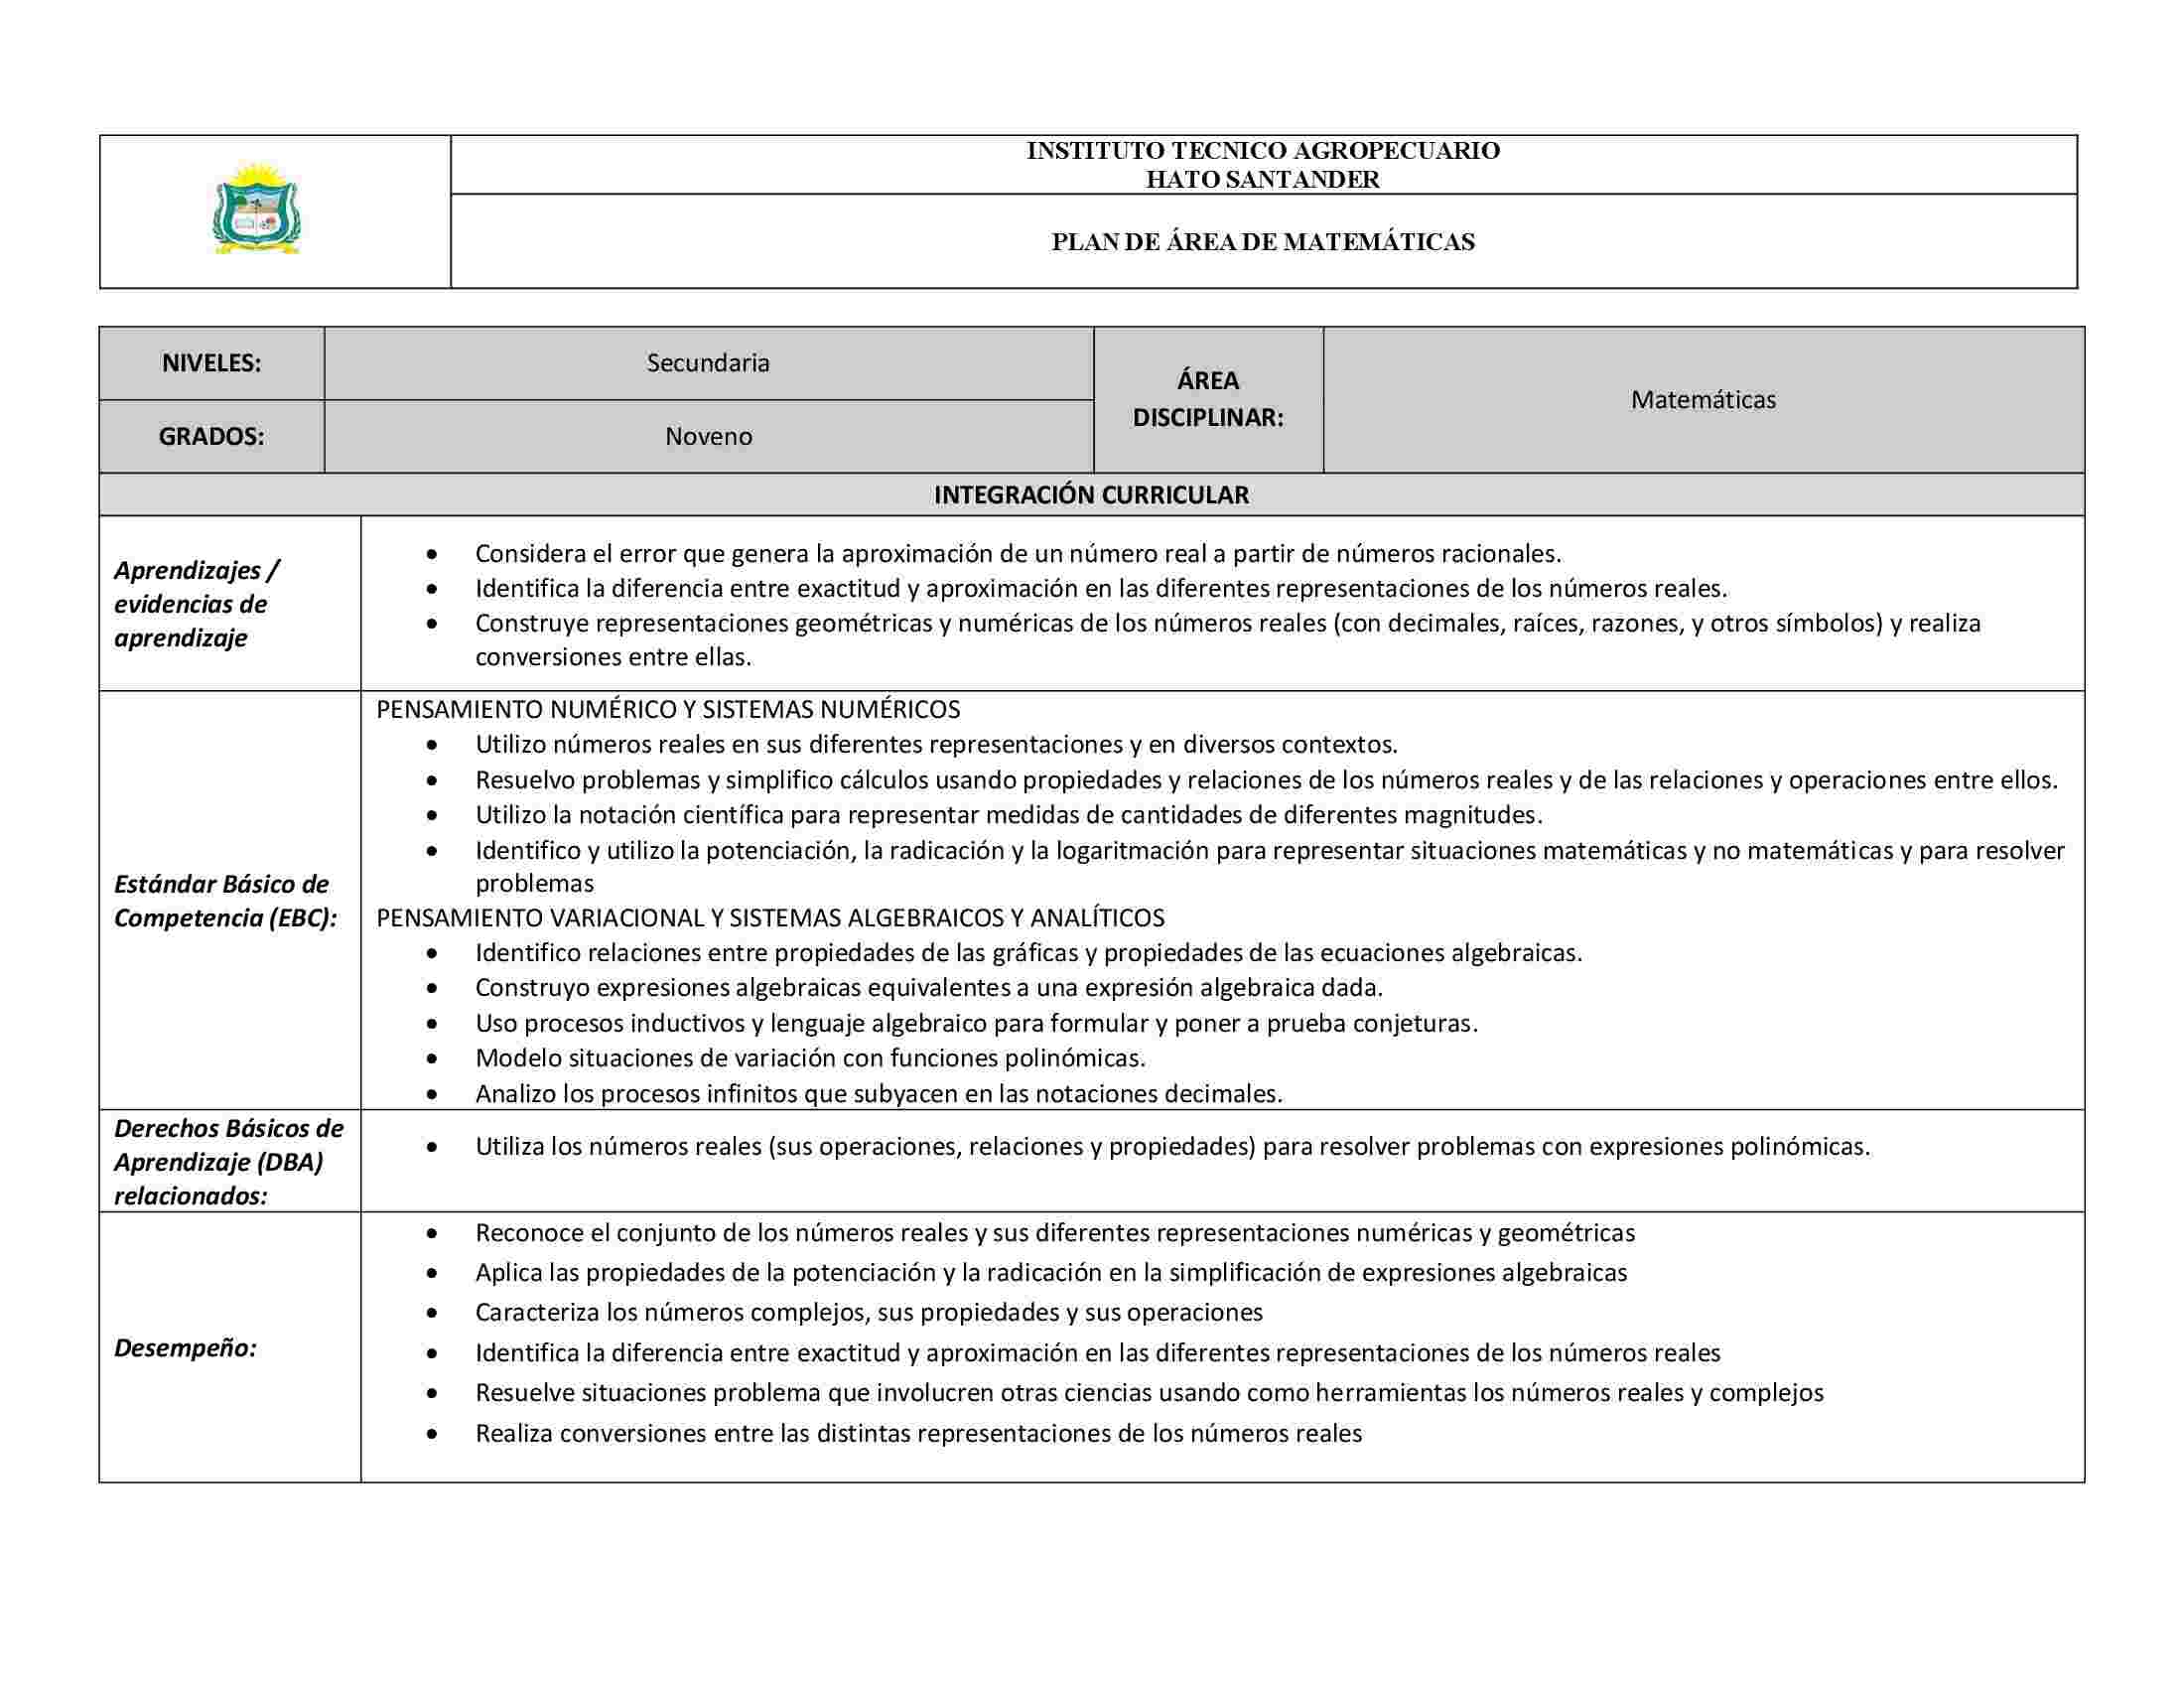 INSTITUTO TECNICO AGROPECUARIO
HATO SANTANDER
PLAN DE ÁREA DE MATEMÁTICAS
NIVELES:
Secundaria
ÁREA
DISCIPLINAR:
Matemáticas
GRADOS:
Noveno
INTEGRACIÓN CURRICULAR
Aprendizajes /
evidencias de
aprendizaje
• Considera el error que genera la aproximación de un número real a partir de números racionales.
• Identifica la diferencia entre exactitud y aproximación en las diferentes representaciones de los números reales.
• Construye representaciones geométricas y numéricas de los números reales (con decimales, raíces, razones, y otros símbolos) y realiza
conversiones entre ellas.
Estándar Básico de
Competencia (EBC):
PENSAMIENTO NUMÉRICO Y SISTEMAS NUMÉRICOS
• Utilizo números reales en sus diferentes representaciones y en diversos contextos.
• Resuelvo problemas y simplifico cálculos usando propiedades y relaciones de los números reales y de las relaciones y operaciones entre ellos.
• Utilizo la notación científica para representar medidas de cantidades de diferentes magnitudes.
• Identifico y utilizo la potenciación, la radicación y la logaritmación para representar situaciones matemáticas y no matemáticas y para resolver
problemas
PENSAMIENTO VARIACIONAL Y SISTEMAS ALGEBRAICOS Y ANALÍTICOS
• Identifico relaciones entre propiedades de las gráficas y propiedades de las ecuaciones algebraicas.
• Construyo expresiones algebraicas equivalentes a una expresión algebraica dada.
• Uso procesos inductivos y lenguaje algebraico para formular y poner a prueba conjeturas.
• Modelo situaciones de variación con funciones polinómicas.
• Analizo los procesos infinitos que subyacen en las notaciones decimales.
Derechos Básicos de
Aprendizaje (DBA)
relacionados:
• Utiliza los números reales (sus operaciones, relaciones y propiedades) para resolver problemas con expresiones polinómicas.
Desempeño:
• Reconoce el conjunto de los números reales y sus diferentes representaciones numéricas y geométricas
• Aplica las propiedades de la potenciación y la radicación en la simplificación de expresiones algebraicas
• Caracteriza los números complejos, sus propiedades y sus operaciones
• Identifica la diferencia entre exactitud y aproximación en las diferentes representaciones de los números reales
• Resuelve situaciones problema que involucren otras ciencias usando como herramientas los números reales y complejos
• Realiza conversiones entre las distintas representaciones de los números reales